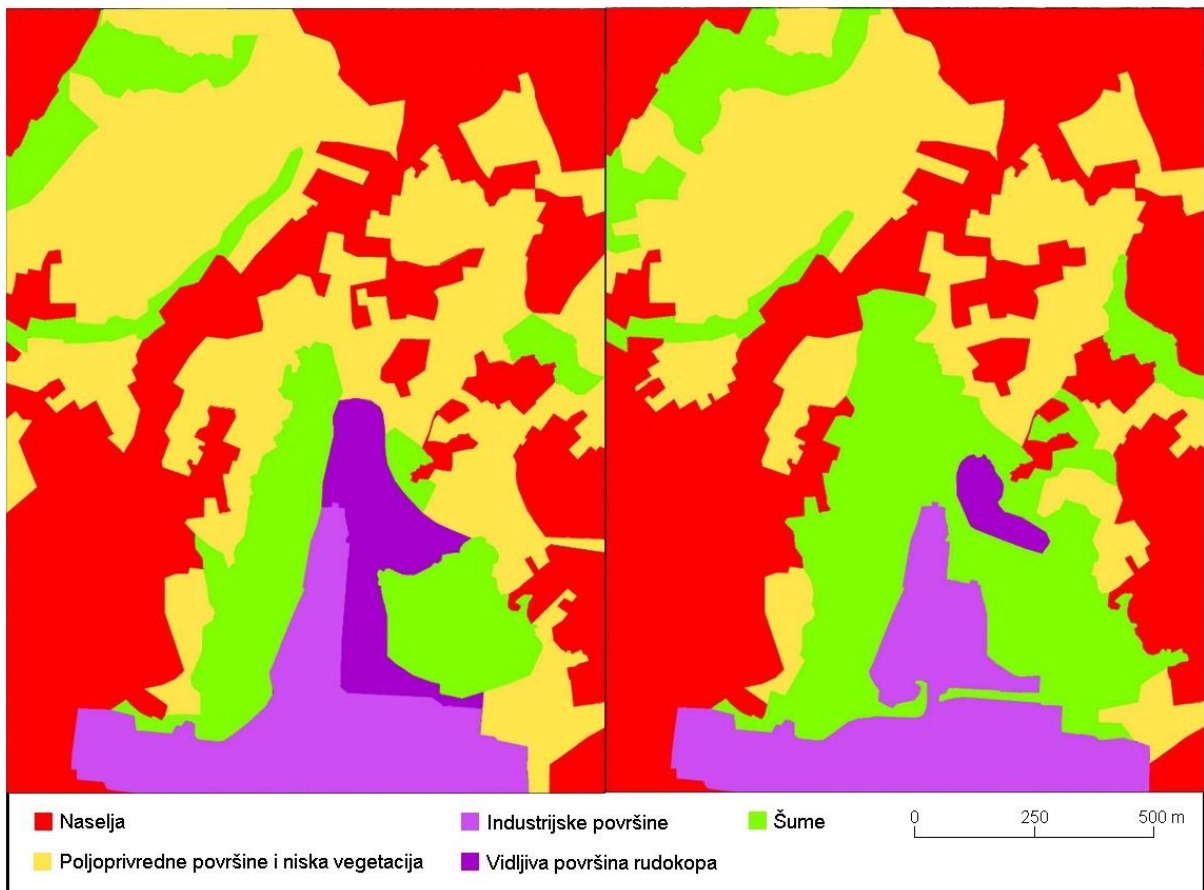 Naselja
Industrijske površine
Šume
0 250 500 m
Poljoprivredne površine i niska vegetacija
Vidljiva površina rudokopa